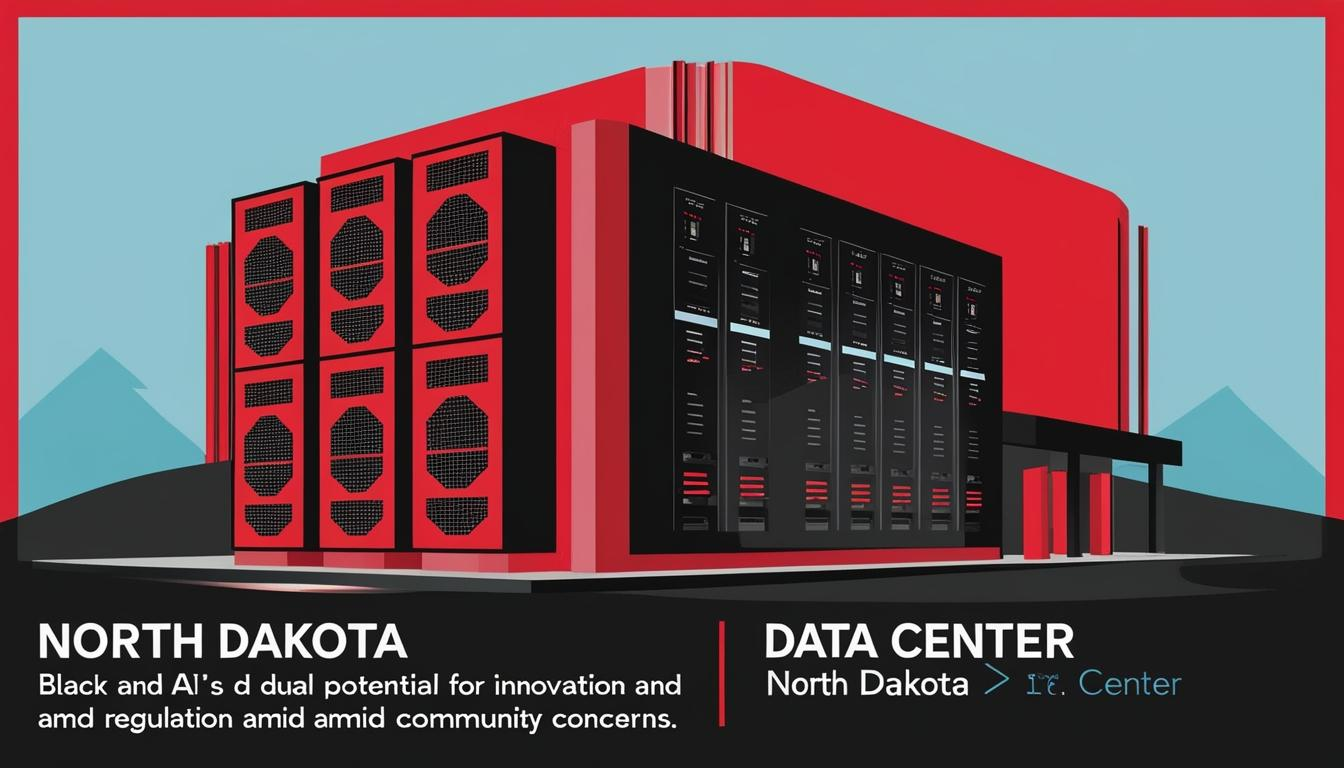 NORTH DAKOTA
Black and AI's d dual potential for innovation and
amd regulation amid amid community concerns.
DATA CENTER
North Dakota > Center